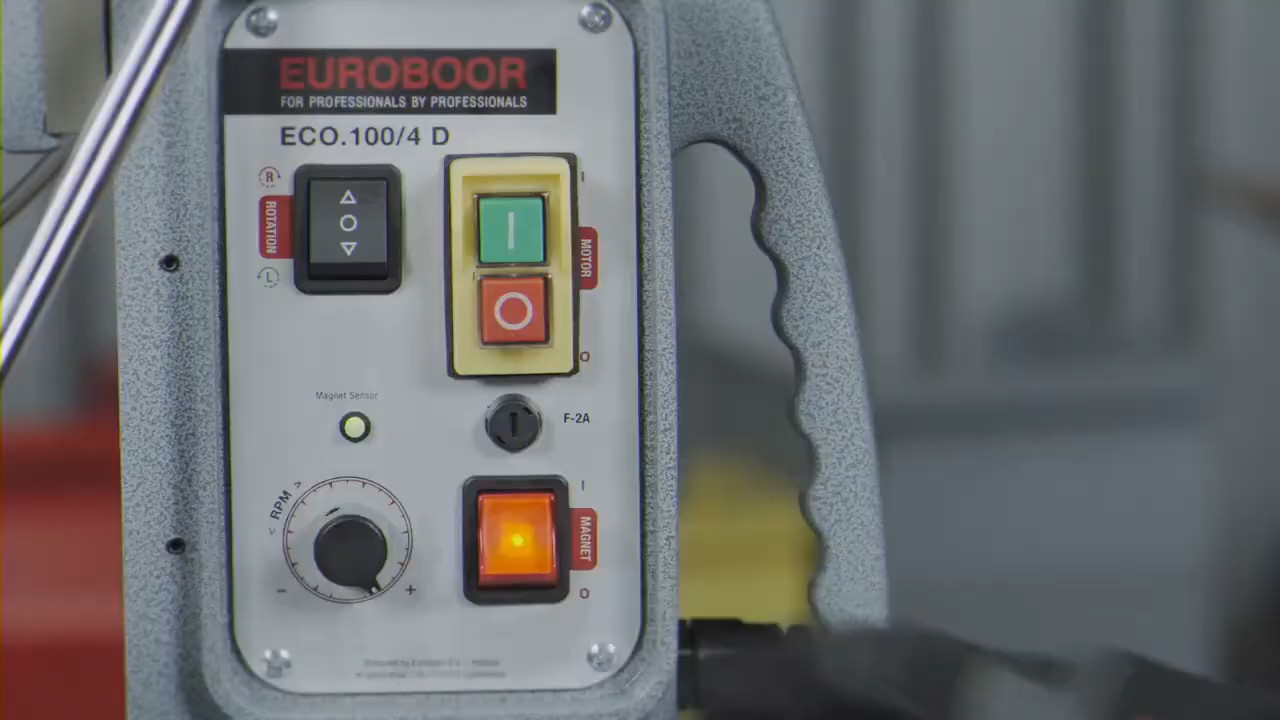 EUROBOOR
FOR PROFESSIONALS BY PROFESSIONALS
ECO.100/4 D
R
I
ROTATION
MOTOR
L
O
Magnet Sensor
F-2A
I
< RPM >
MAGNET
- +
O